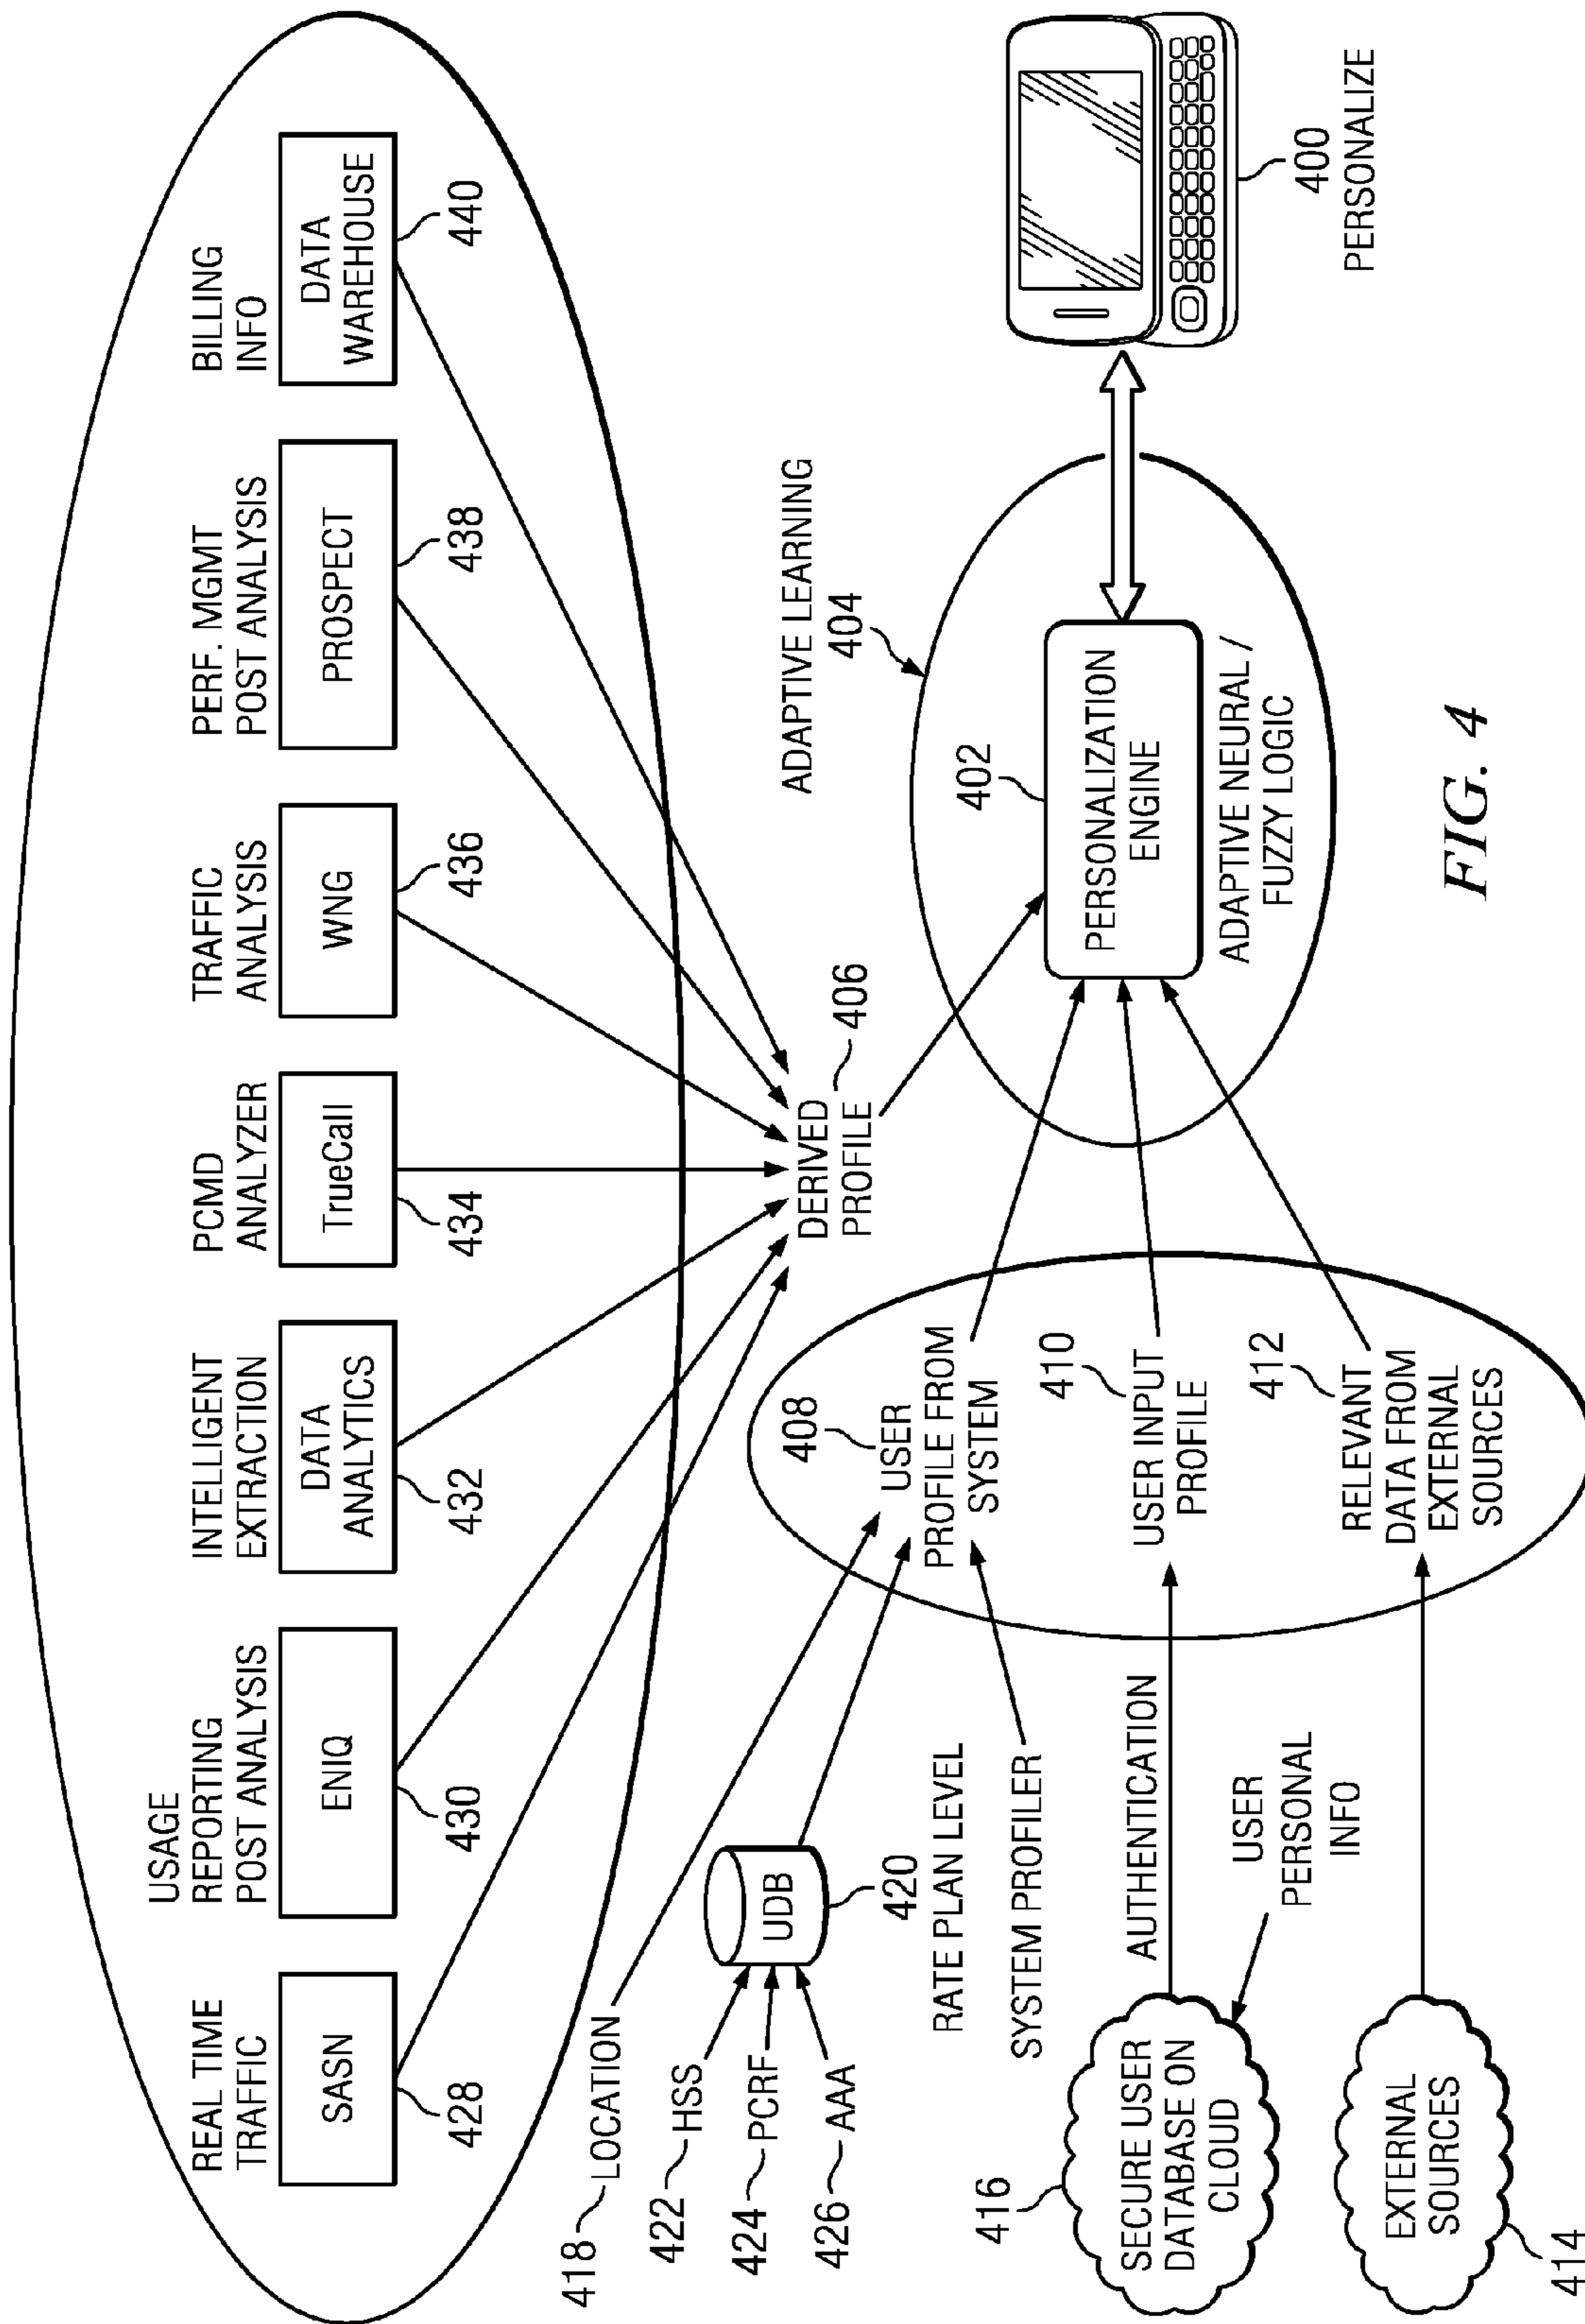 REAL TIME
TRAFFIC
SASN
428
USAGE
REPORTING
POST ANALYSIS
ENIQ
430
INTELLIGENT
EXTRACTION
DATA
ANALYTICS
432
PCMD
ANALYZER
TrueCall
434
TRAFFIC
ANALYSIS
WNG
436
PERF. MGMT
POST ANALYSIS
PROSPECT
438
BILLING
INFO
DATA
WAREHOUSE
440
418 LOCATION
422 HSS
424 PCRF
426 AAA
UDB
420
RATE PLAN LEVEL
SYSTEM PROFILER
DERIVED
PROFILE 406
408
USER
PROFILE FROM
SYSTEM
410
USER INPUT
PROFILE
412
RELEVANT
DATA FROM
EXTERNAL
SOURCES
416
SECURE USER
DATABASE ON
CLOUD
AUTHENTICATION
USER
PERSONAL
INFO
EXTERNAL
SOURCES
414
ADAPTIVE LEARNING
404
402
PERSONALIZATION
ENGINE
ADAPTIVE NEURAL /
FUZZY LOGIC
400
PERSONALIZE
FIG. 4